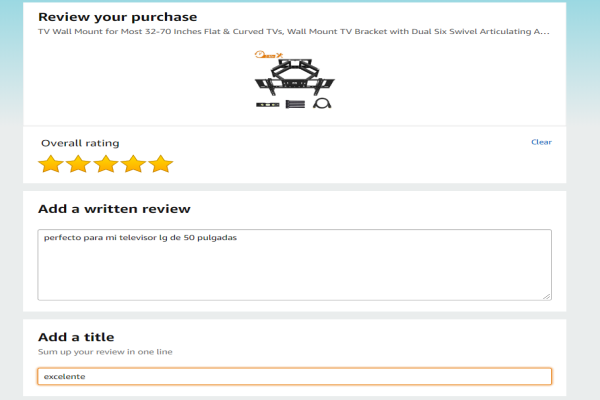 Review your purchase
TV Wall Mount for Most 32-70 Inches Flat & Curved TVs, Wall Mount TV Bracket with Dual Six Swivel Articulating A...
Overall rating
Clear
Add a written review
perfecto para mi televisor lg de 50 pulgadas
Add a title
Sum up your review in one line
excelente